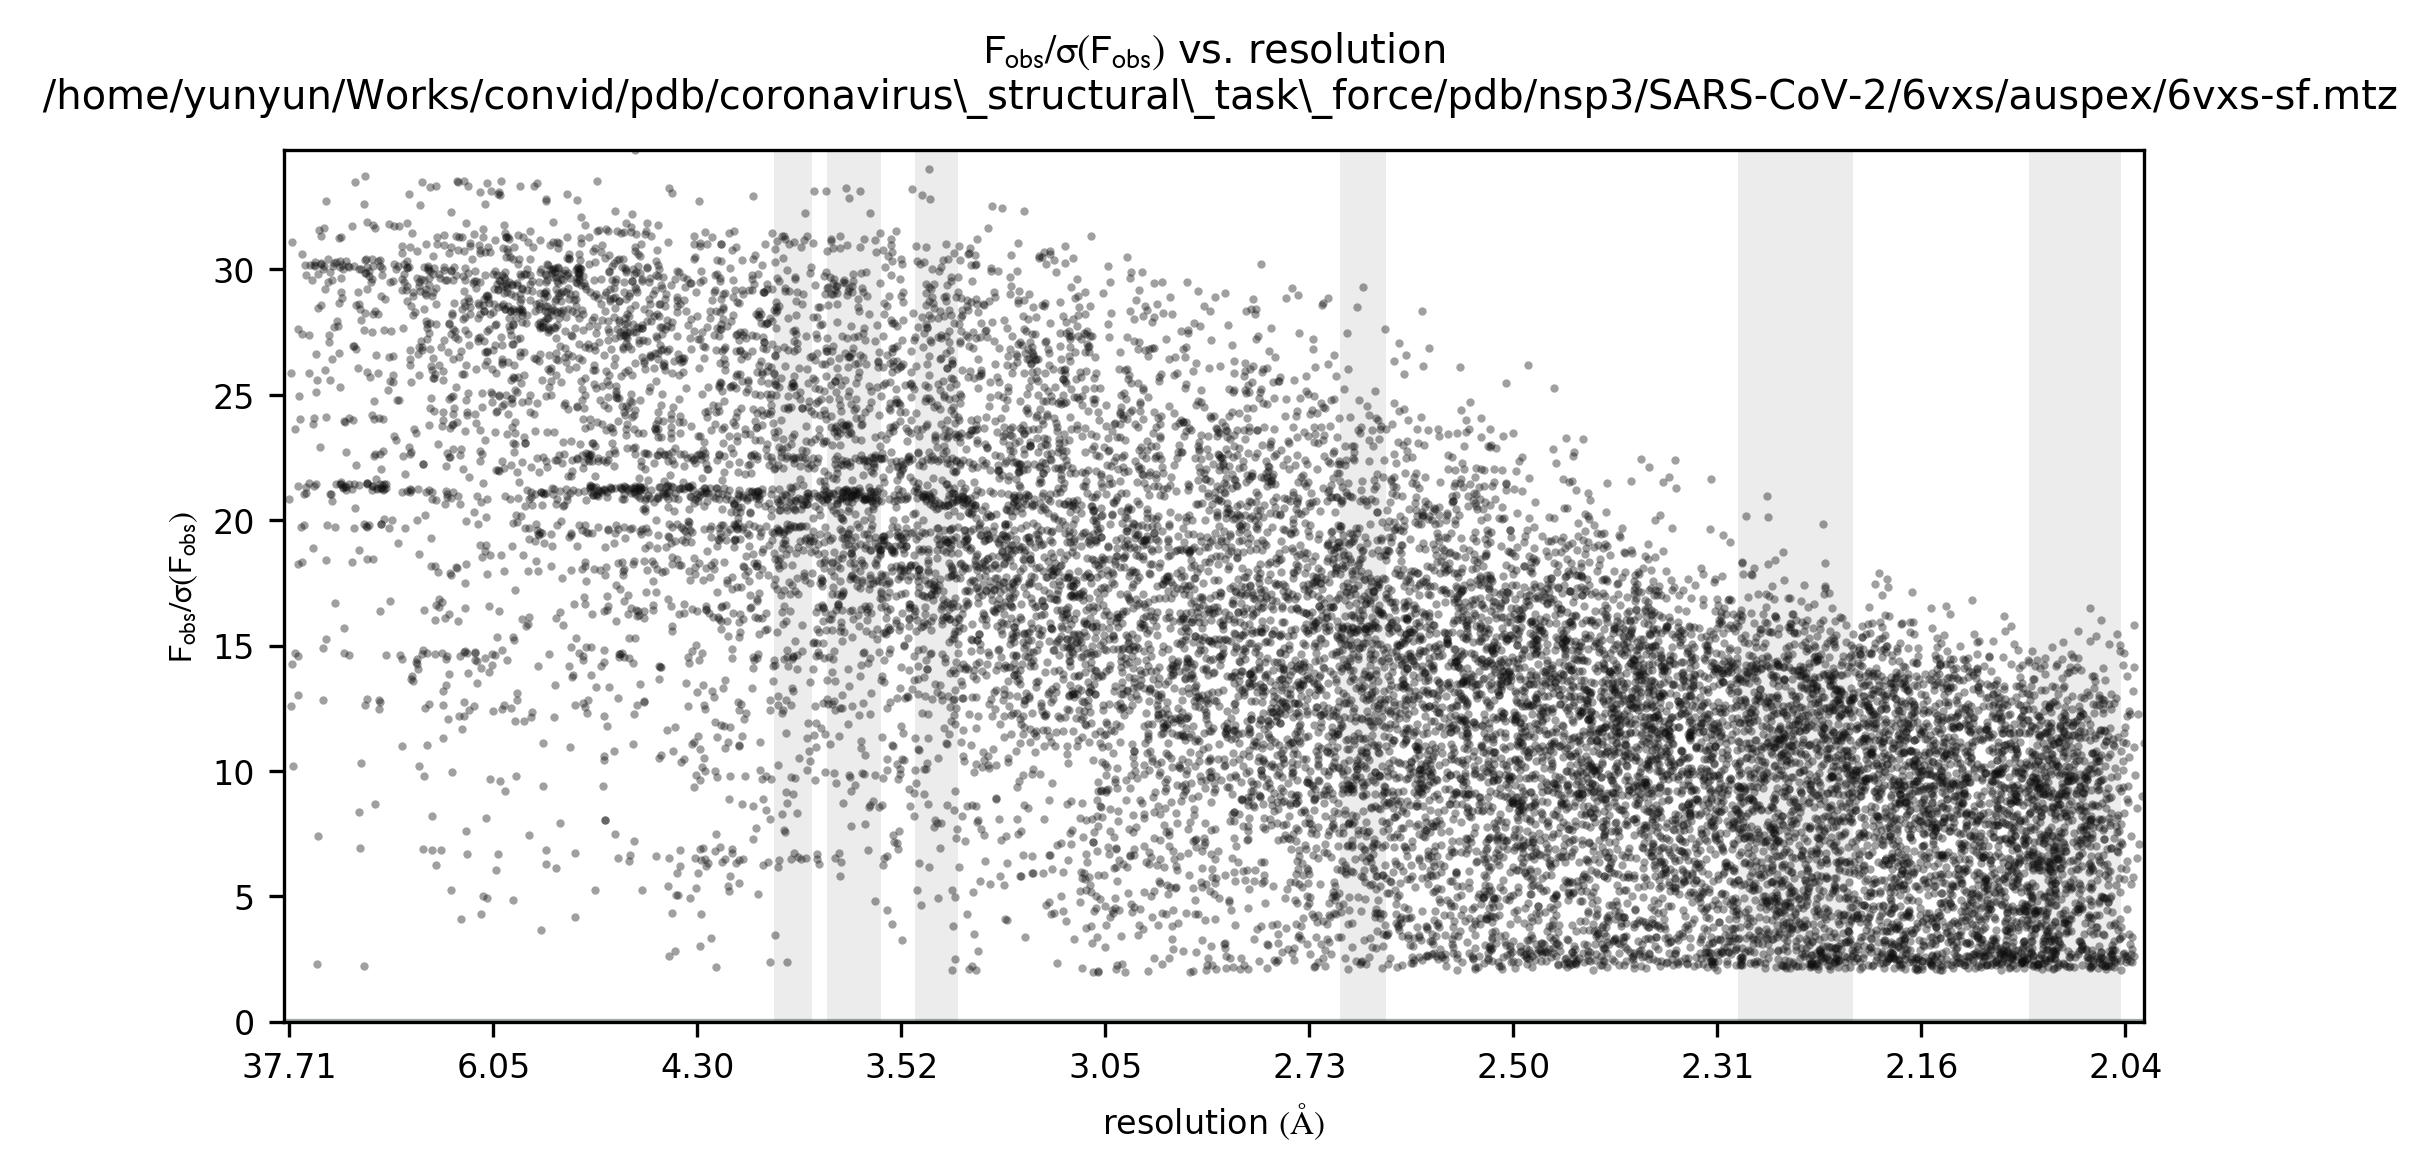 Fobs/σ(Fobs) vs. resolution
/home/yunyun/Works/convid/pdb/coronavirus\_structural\_task\_force/pdb/nsp3/SARS-CoV-2/6vxs/auspex/6vxs-sf.mtz
Fobs/σ(Fobs)
30
25
20
15
10
5
0
37.71 6.05 4.30 3.52 3.05 2.73 2.50 2.31 2.16 2.04
resolution (Å)